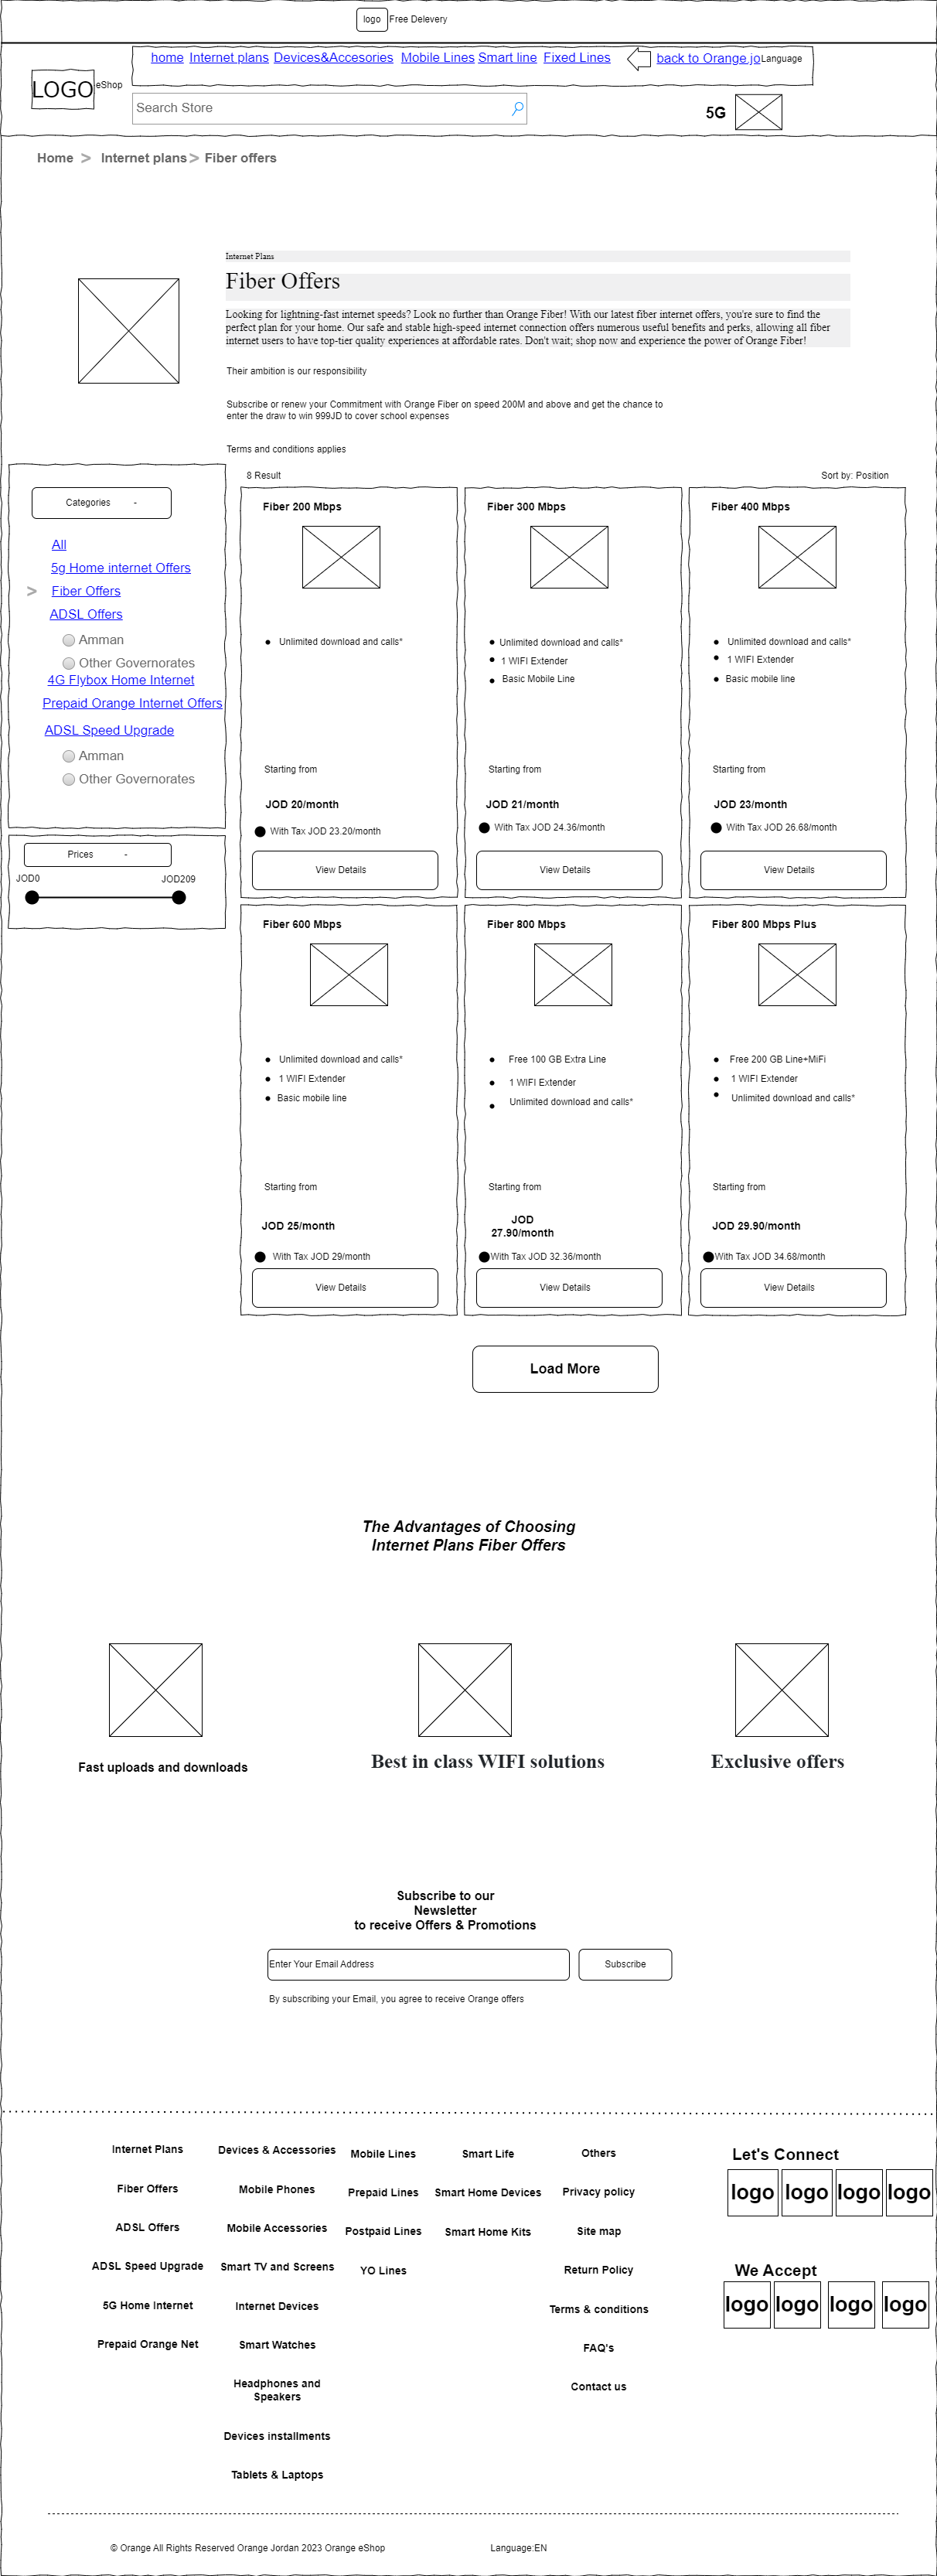 logo Free Delevery
home Internet plans Devices&Accesories Mobile Lines Smart line Fixed Lines back to Orange.jo Language
LOGO eShop
Search Store
5G
Home > Internet plans > Fiber offers
Internet Plans
Fiber Offers
Looking for lightning-fast internet speeds? Look no further than Orange Fiber! With our latest fiber internet offers, you're sure to find the
perfect plan for your home. Our safe and stable high-speed internet connection offers numerous useful benefits and perks, allowing all fiber
internet users to have top-tier quality experiences at affordable rates. Don't wait; shop now and experience the power of Orange Fiber!
Their ambition is our responsibility
Subscribe or renew your Commitment with Orange Fiber on speed 200M and above and get the chance to
enter the draw to win 999JD to cover school expenses
Terms and conditions applies
8 Result
Sort by: Position
Categories -
All
5g Home internet Offers
> Fiber Offers
ADSL Offers
Amman
Other Governorates
4G Flybox Home Internet
Prepaid Orange Internet Offers
ADSL Speed Upgrade
Amman
Other Governorates
Prices -
JOD0 JOD209
Fiber 200 Mbps
Unlimited download and calls*
Starting from
JOD 20/month
With Tax JOD 23.20/month
View Details
Fiber 300 Mbps
Unlimited download and calls*
1 WIFI Extender
Basic Mobile Line
Starting from
JOD 21/month
With Tax JOD 24.36/month
View Details
Fiber 400 Mbps
Unlimited download and calls*
1 WIFI Extender
Basic mobile line
Starting from
JOD 23/month
With Tax JOD 26.68/month
View Details
Fiber 600 Mbps
Unlimited download and calls*
1 WIFI Extender
Basic mobile line
Starting from
JOD 25/month
With Tax JOD 29/month
View Details
Fiber 800 Mbps
Free 100 GB Extra Line
1 WIFI Extender
Unlimited download and calls*
Starting from
JOD
27.90/month
With Tax JOD 32.36/month
View Details
Fiber 800 Mbps Plus
Free 200 GB Line+MiFi
1 WIFI Extender
Unlimited download and calls*
Starting from
JOD 29.90/month
With Tax JOD 34.68/month
View Details
Load More
The Advantages of Choosing
Internet Plans Fiber Offers
Fast uploads and downloads
Best in class WIFI solutions
Exclusive offers
Subscribe to our
Newsletter
to receive Offers & Promotions
Enter Your Email Address
Subscribe
By subscribing your Email, you agree to receive Orange offers
Internet Plans
Fiber Offers
ADSL Offers
ADSL Speed Upgrade
5G Home Internet
Prepaid Orange Net
Devices & Accessories
Mobile Phones
Mobile Accessories
Smart TV and Screens
Internet Devices
Smart Watches
Headphones and
Speakers
Devices installments
Tablets & Laptops
Mobile Lines
Prepaid Lines
Postpaid Lines
YO Lines
Smart Life
Smart Home Devices
Smart Home Kits
Others
Privacy policy
Site map
Return Policy
Terms & conditions
FAQ's
Contact us
Let's Connect
logo logo logo logo
We Accept
logo logo logo logo
© Orange All Rights Reserved Orange Jordan 2023 Orange eShop
Language:EN